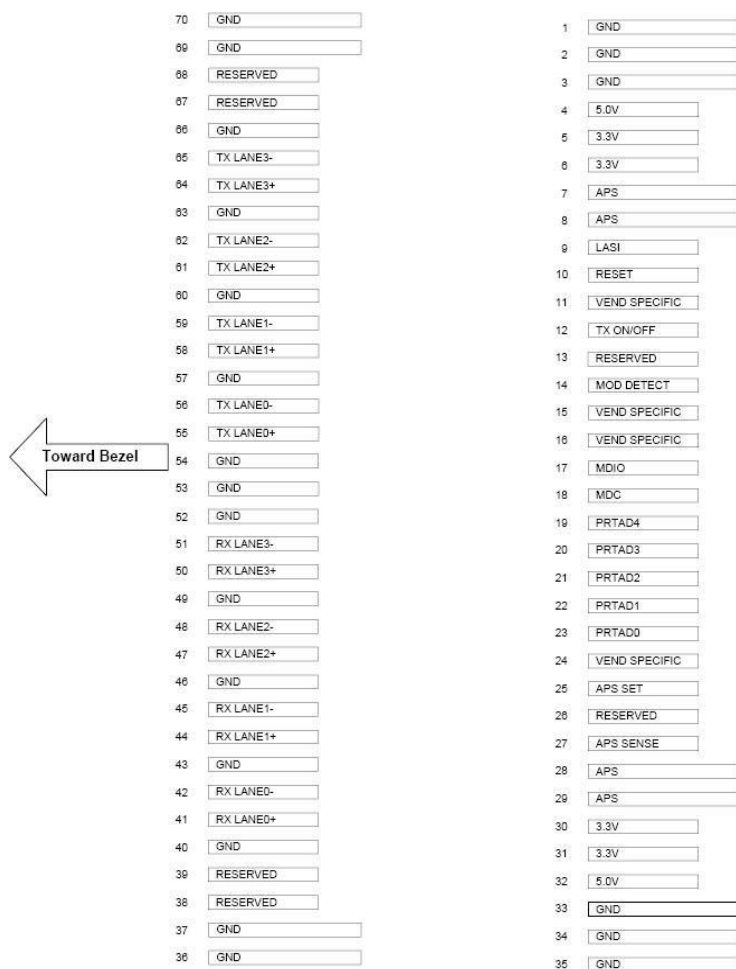 70 GND
69 GND
68 RESERVED
67 RESERVED
66 GND
65 TX LANE3-
64 TX LANE3+
63 GND
62 TX LANE2-
61 TX LANE2+
60 GND
59 TX LANE1-
58 TX LANE1+
57 GND
56 TX LANE0-
55 TX LANE0+
Toward Bezel
54 GND
53 GND
52 GND
51 RX LANE3-
50 RX LANE3+
49 GND
48 RX LANE2-
47 RX LANE2+
46 GND
45 RX LANE1-
44 RX LANE1+
43 GND
42 RX LANE0-
41 RX LANE0+
40 GND
39 RESERVED
38 RESERVED
37 GND
36 GND
1 GND
2 GND
3 GND
4 5.0V
5 3.3V
6 3.3V
7 APS
8 APS
9 LASI
10 RESET
11 VEND SPECIFIC
12 TX ON/OFF
13 RESERVED
14 MOD DETECT
15 VEND SPECIFIC
16 VEND SPECIFIC
17 MDIO
18 MDC
19 PRTAD4
20 PRTAD3
21 PRTAD2
22 PRTAD1
23 PRTAD0
24 VEND SPECIFIC
25 APS SET
26 RESERVED
27 APS SENSE
28 APS
29 APS
30 3.3V
31 3.3V
32 5.0V
33 GND
34 GND
35 GND